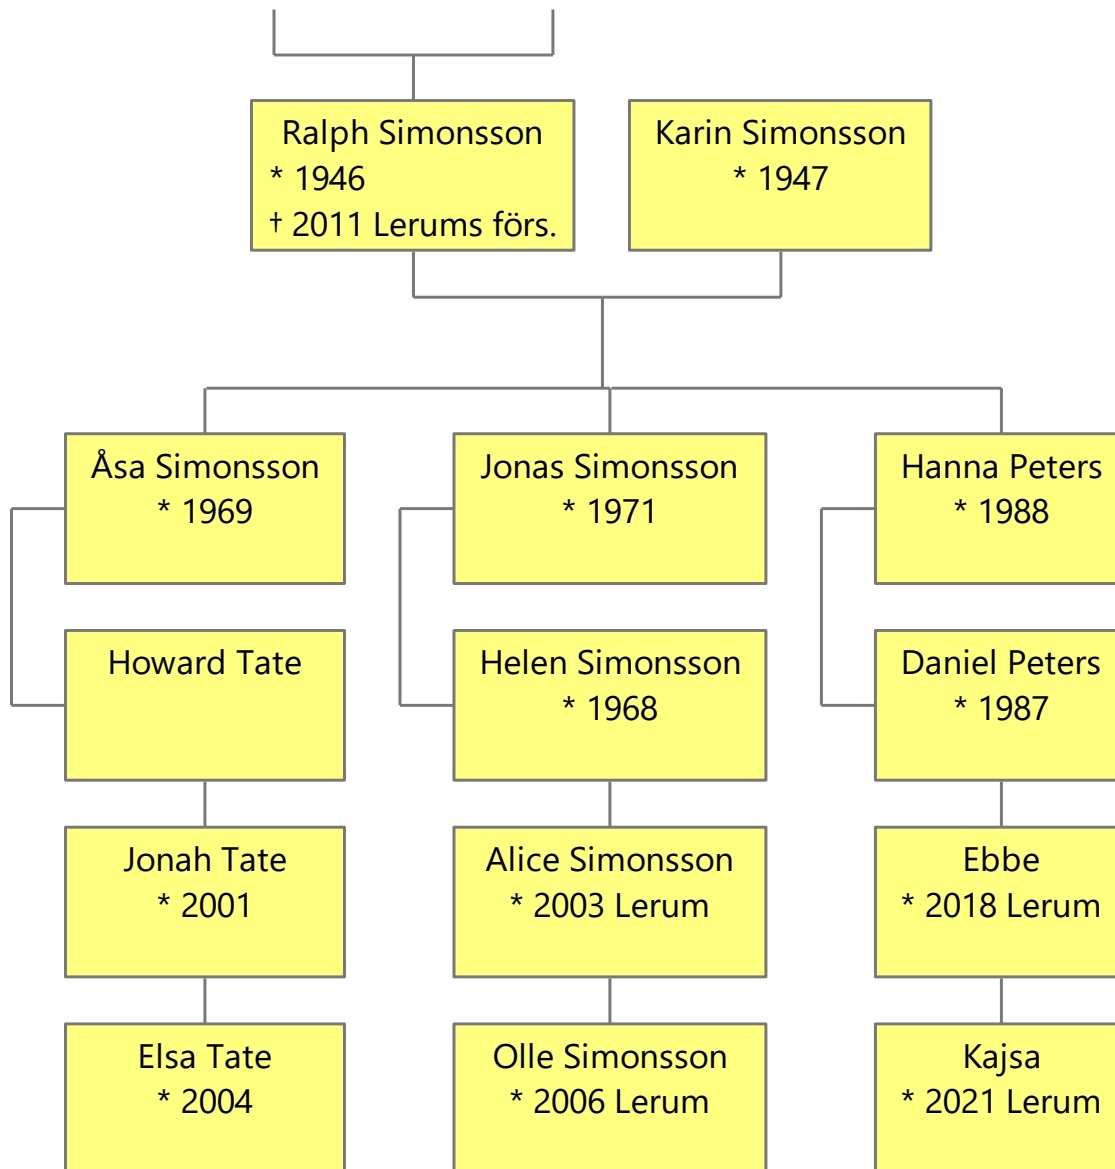 Ralph Simonsson
* 1946
† 2011 Lerums förs.
Karin Simonsson
* 1947
Åsa Simonsson
* 1969
Jonas Simonsson
* 1971
Hanna Peters
* 1988
Howard Tate
Helen Simonsson
* 1968
Daniel Peters
* 1987
Jonah Tate
* 2001
Alice Simonsson
* 2003 Lerum
Ebbe
* 2018 Lerum
Elsa Tate
* 2004
Olle Simonsson
* 2006 Lerum
Kajsa
* 2021 Lerum